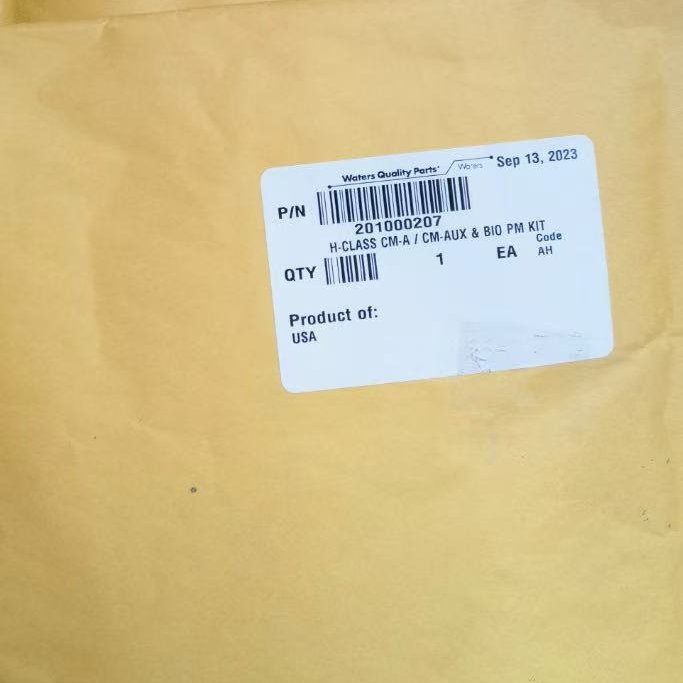 Waters Quality Parts Waters Sep 13, 2023
P/N
201000207
H-CLASS CM-A / CM-AUX & BIO PM KIT
QTY 1 EA Code
AH
Product of:
USA